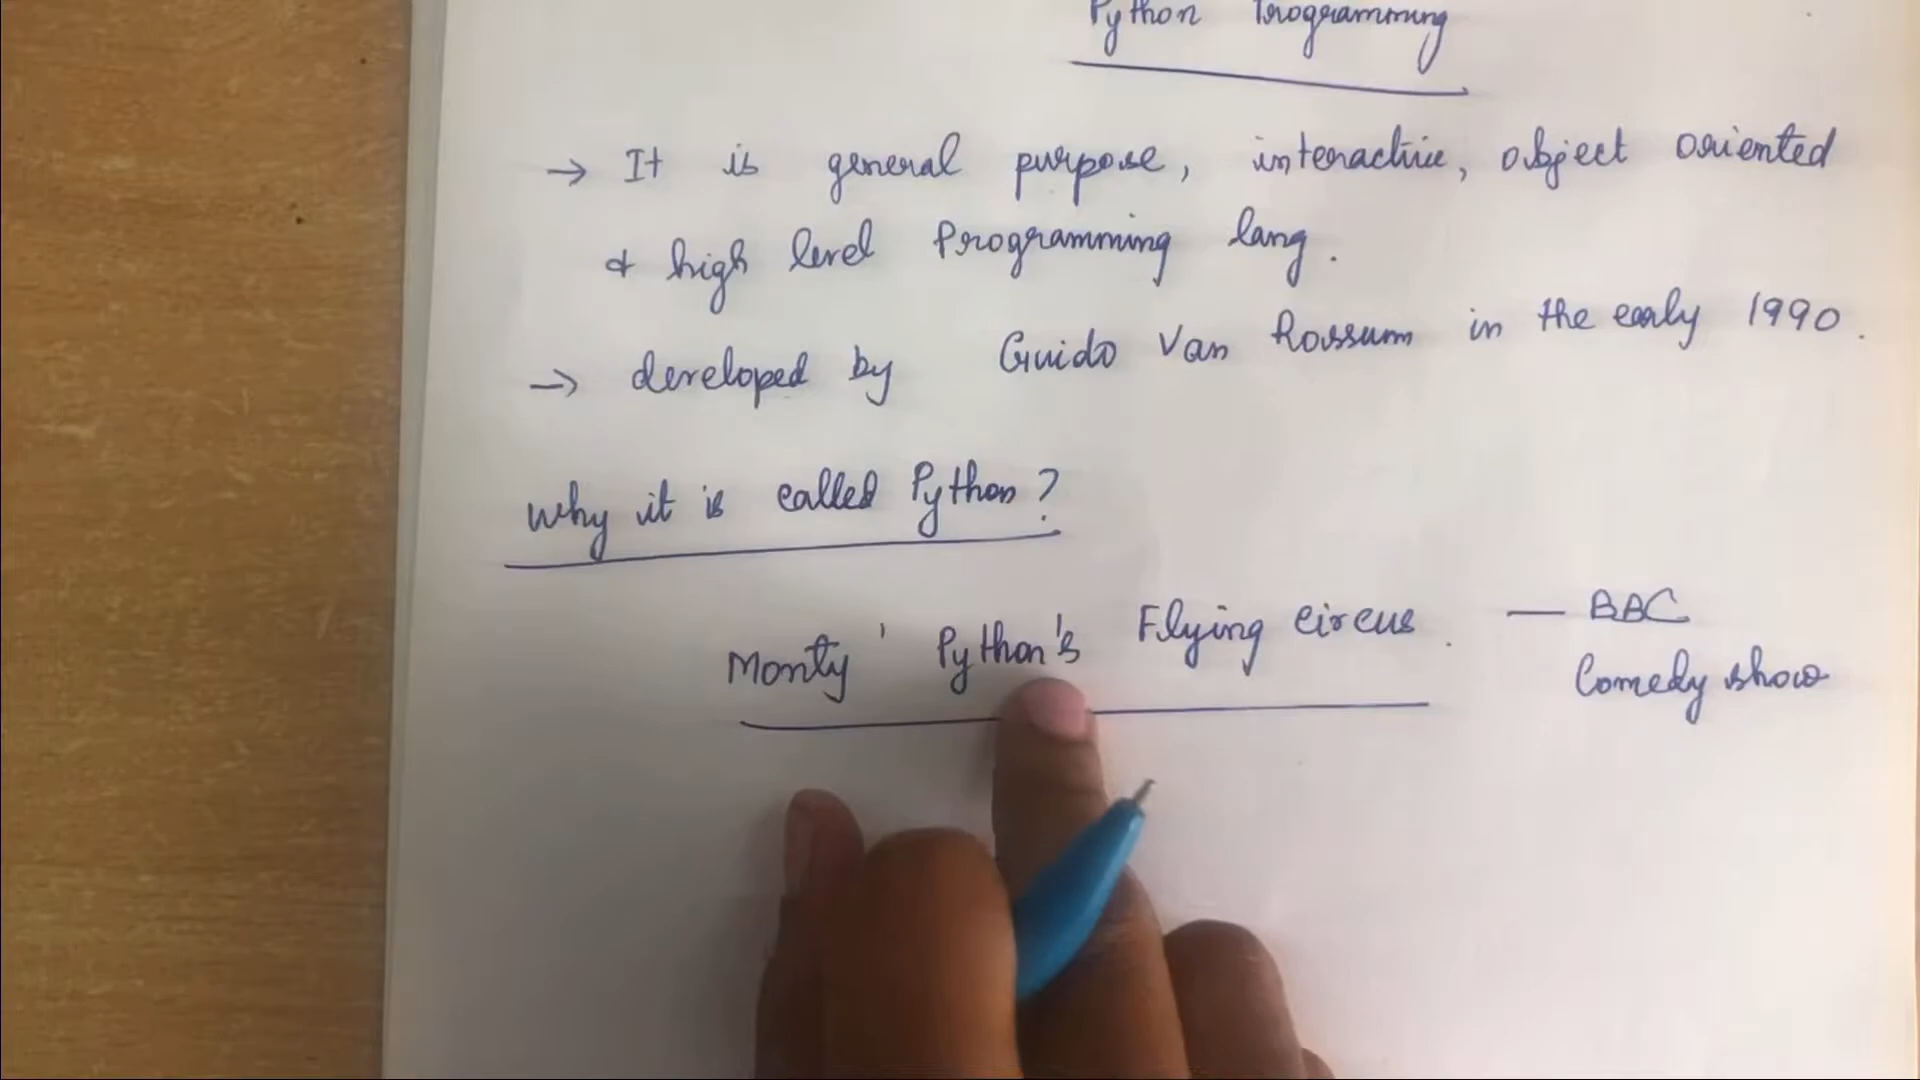 Python Programming
→ It is general purpose, interactive, object oriented
& high level Programming lang.
→ developed by Guido Van Rossum in the early 1990.
Why it is called Python?
Monty ' Python's Flying circus. — BBC
Comedy show